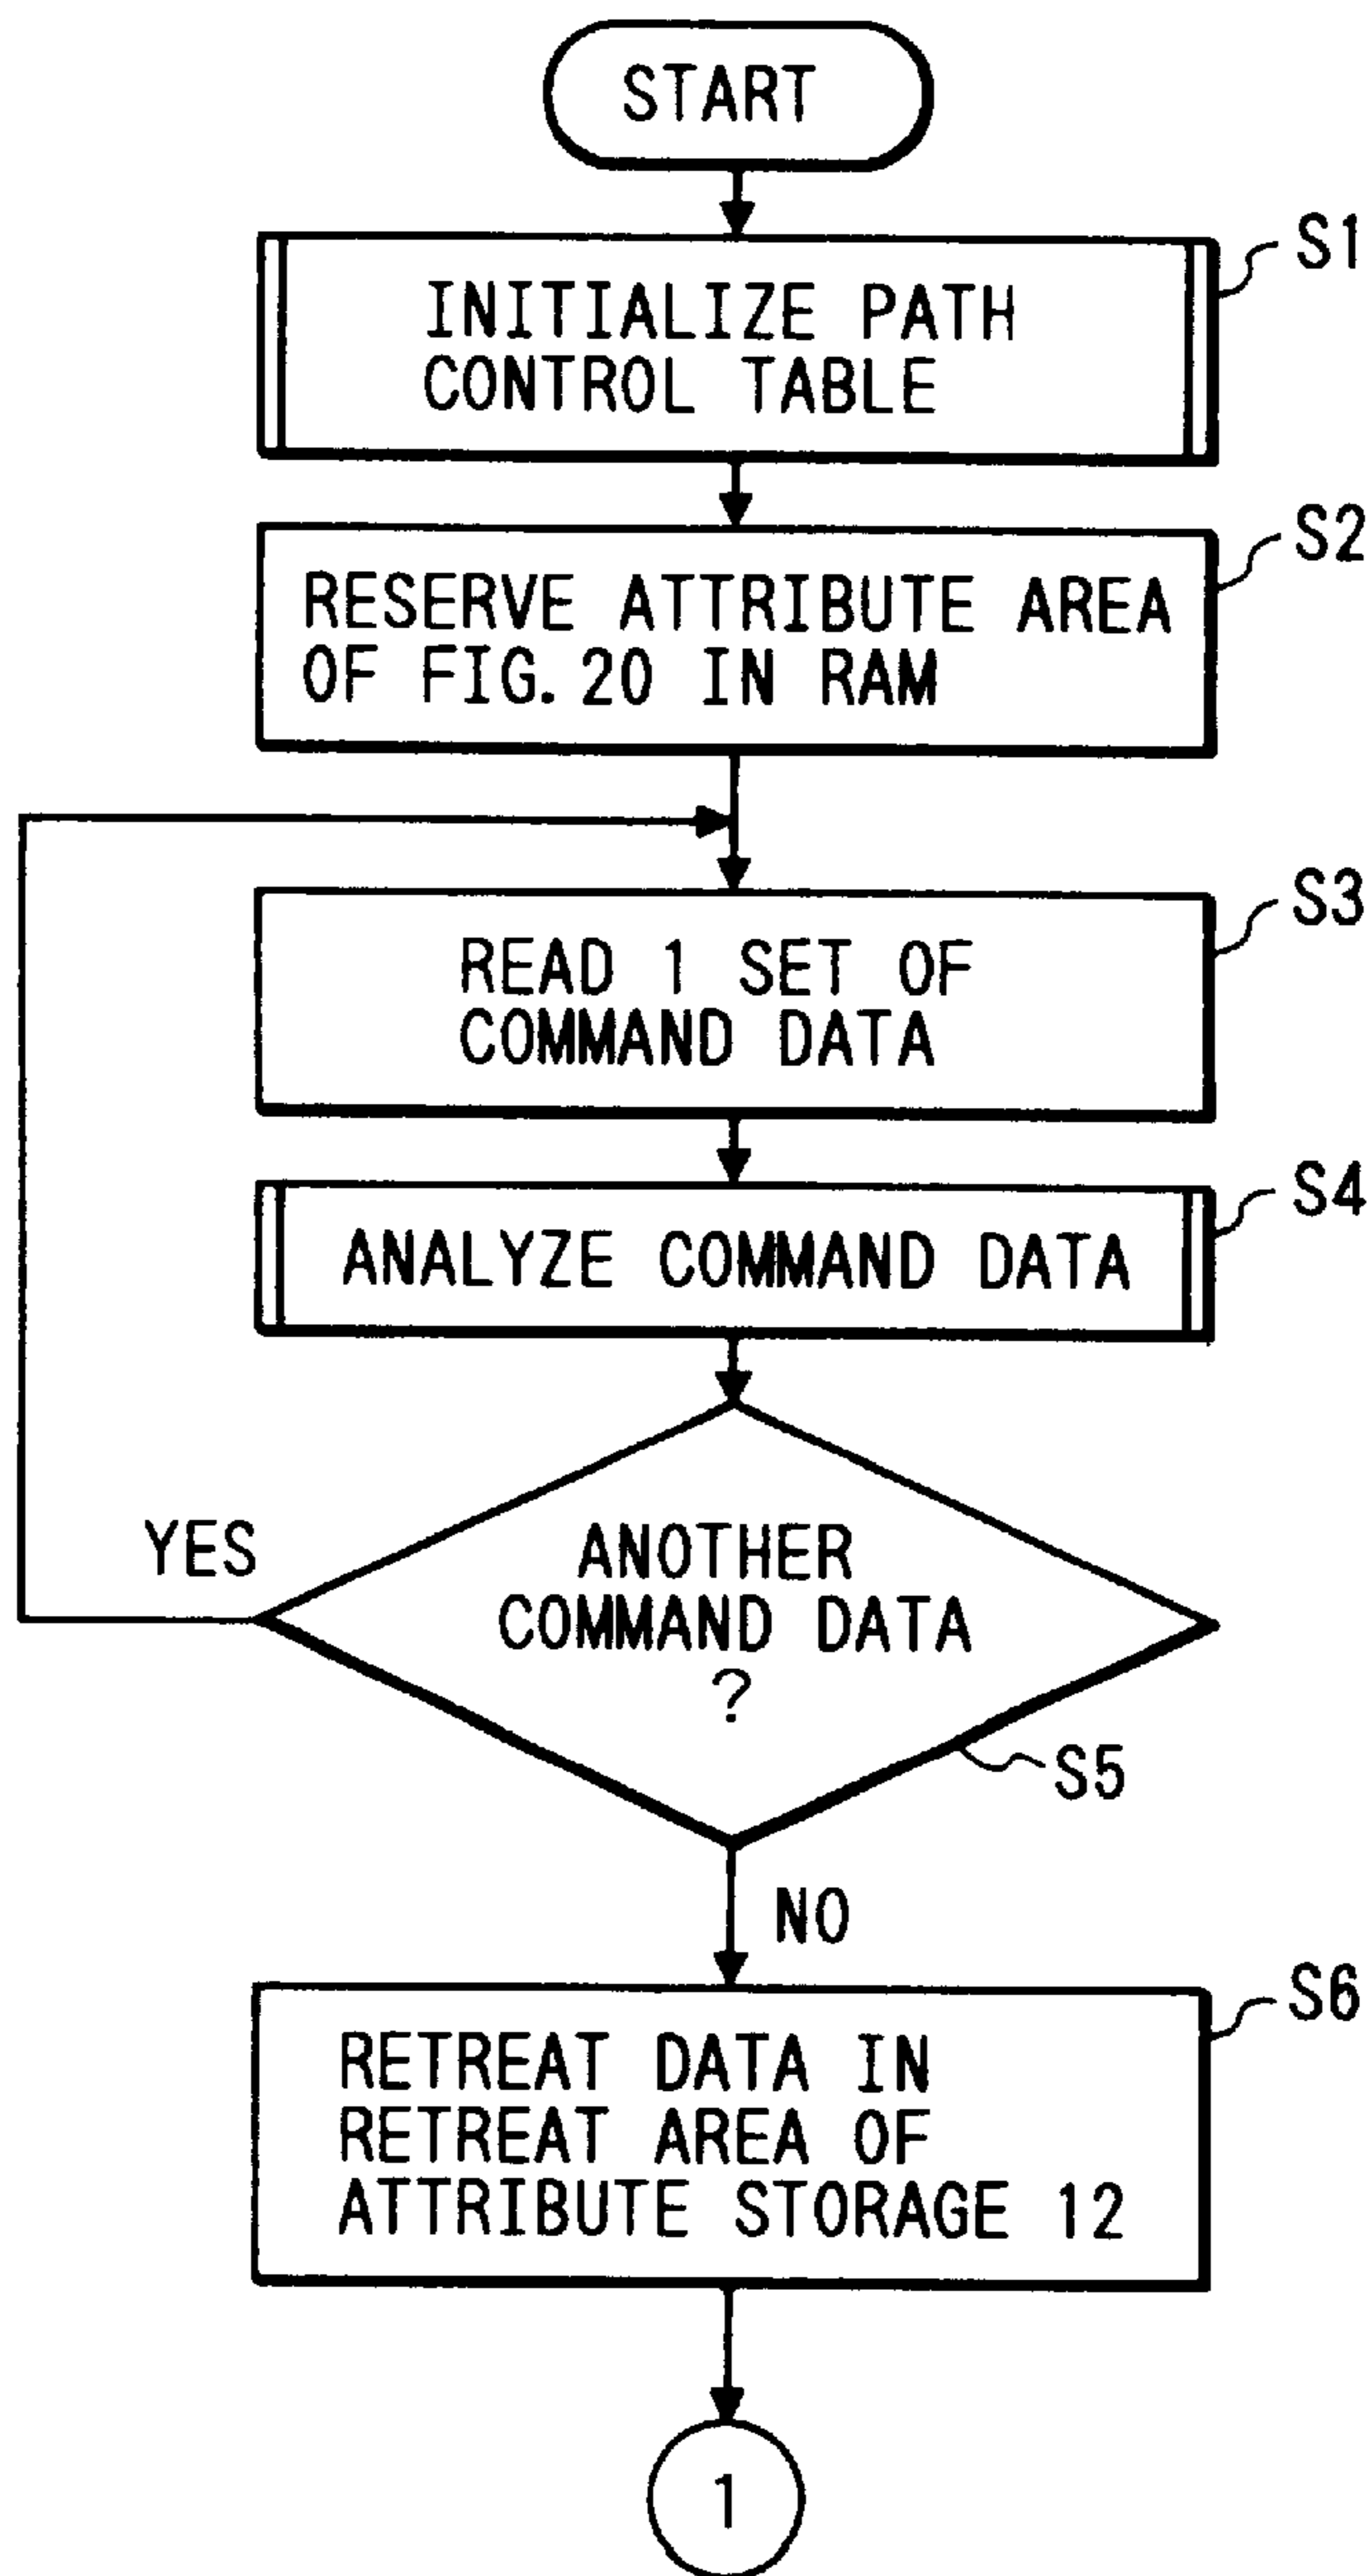 START
S1
INITIALIZE PATH
CONTROL TABLE
S2
RESERVE ATTRIBUTE AREA
OF FIG. 20 IN RAM
S3
READ 1 SET OF
COMMAND DATA
S4
ANALYZE COMMAND DATA
YES
ANOTHER
COMMAND DATA
?
S5
NO
S6
RETREAT DATA IN
RETREAT AREA OF
ATTRIBUTE STORAGE 12
1